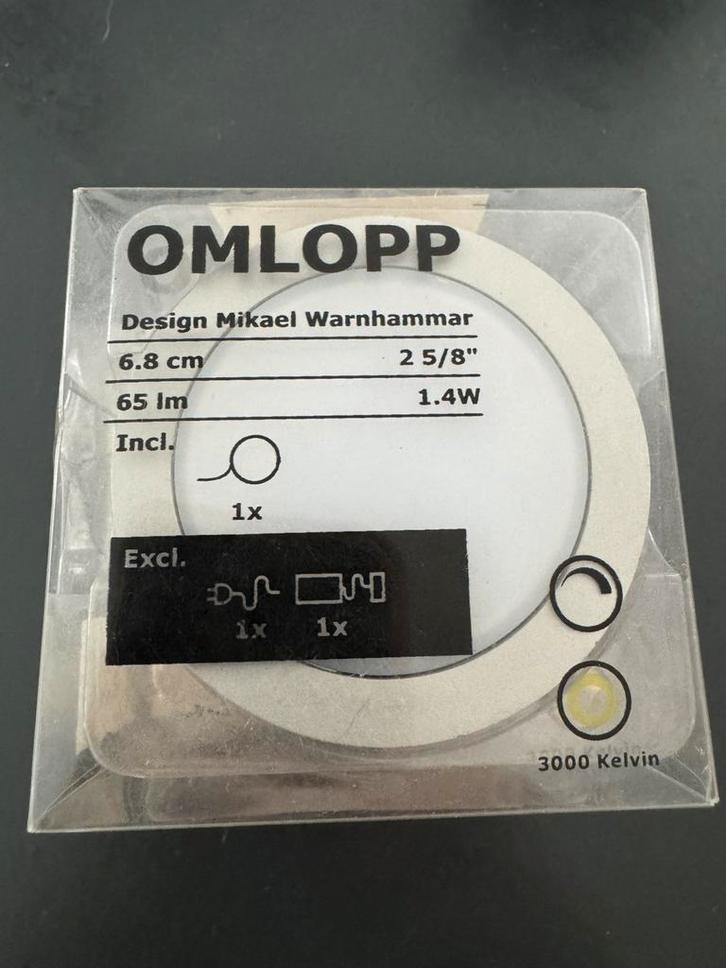 OMLOPP
Design Mikael Warnhammar
6.8 cm 2 5/8"
65 lm 1.4W
Incl.
1x
Excl.
1x 1x
3000 Kelvin